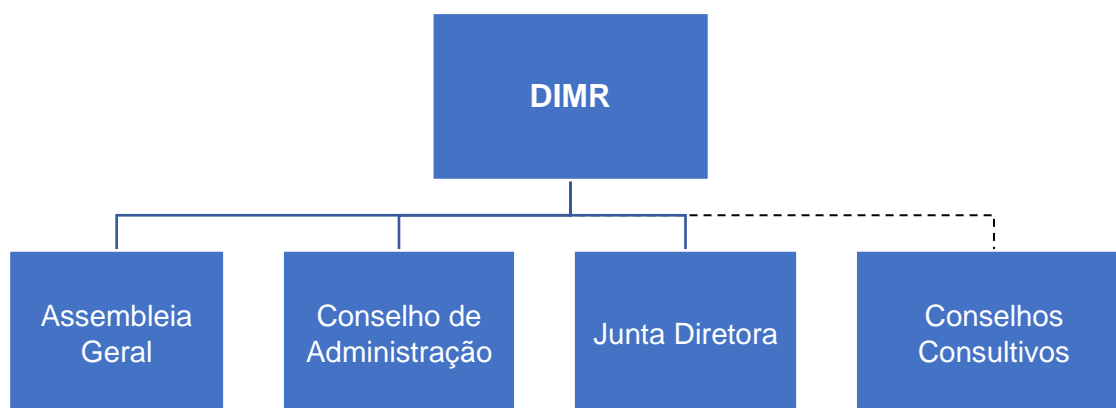 DIMR
Assembleia
Geral
Conselho de
Administração
Junta Diretora
Conselhos
Consultivos